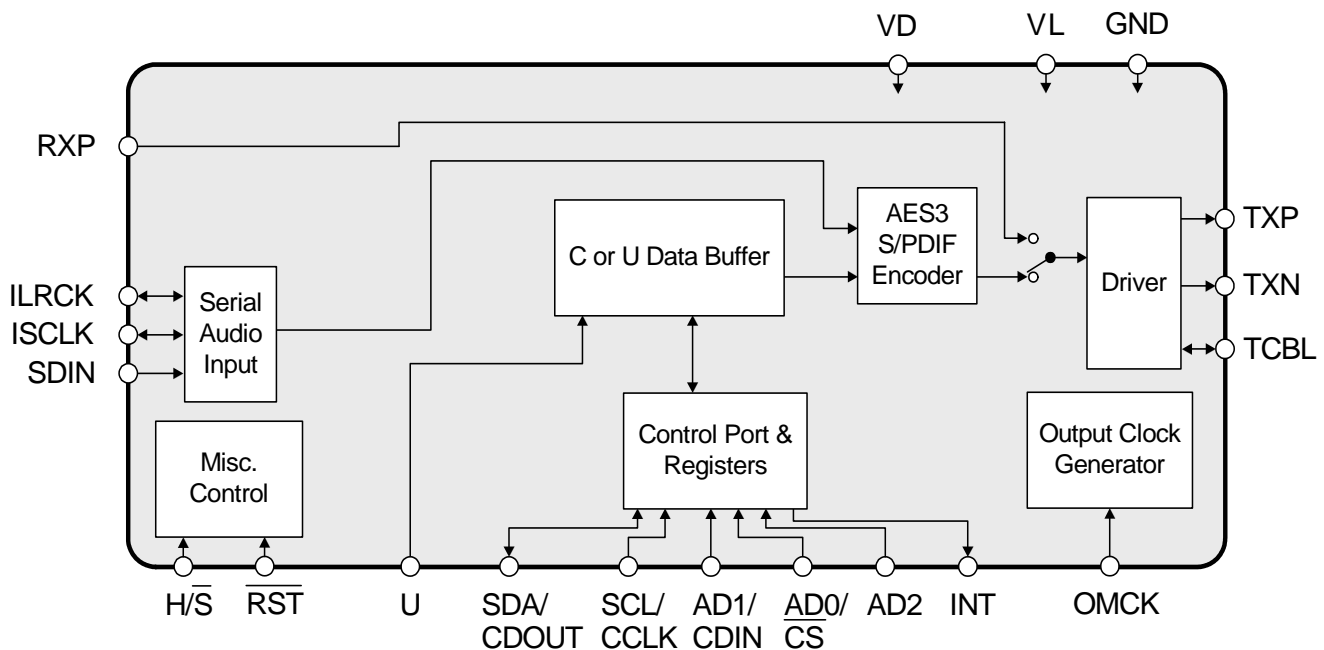 VD
VL
GND
RXP
AES3
S/PDIF
Encoder
TXP
C or U Data Buffer
ILRCK
Serial
Audio
Input
Driver
TXN
ISCLK
SDIN
TCBL
Control Port &
Registers
Output Clock
Generator
Misc.
Control
H/S̅
R̅S̅T̅
U
SDA/
CDOUT
SCL/
CCLK
AD1/
CDIN
AD0/
C̅S̅
AD2
INT
OMCK